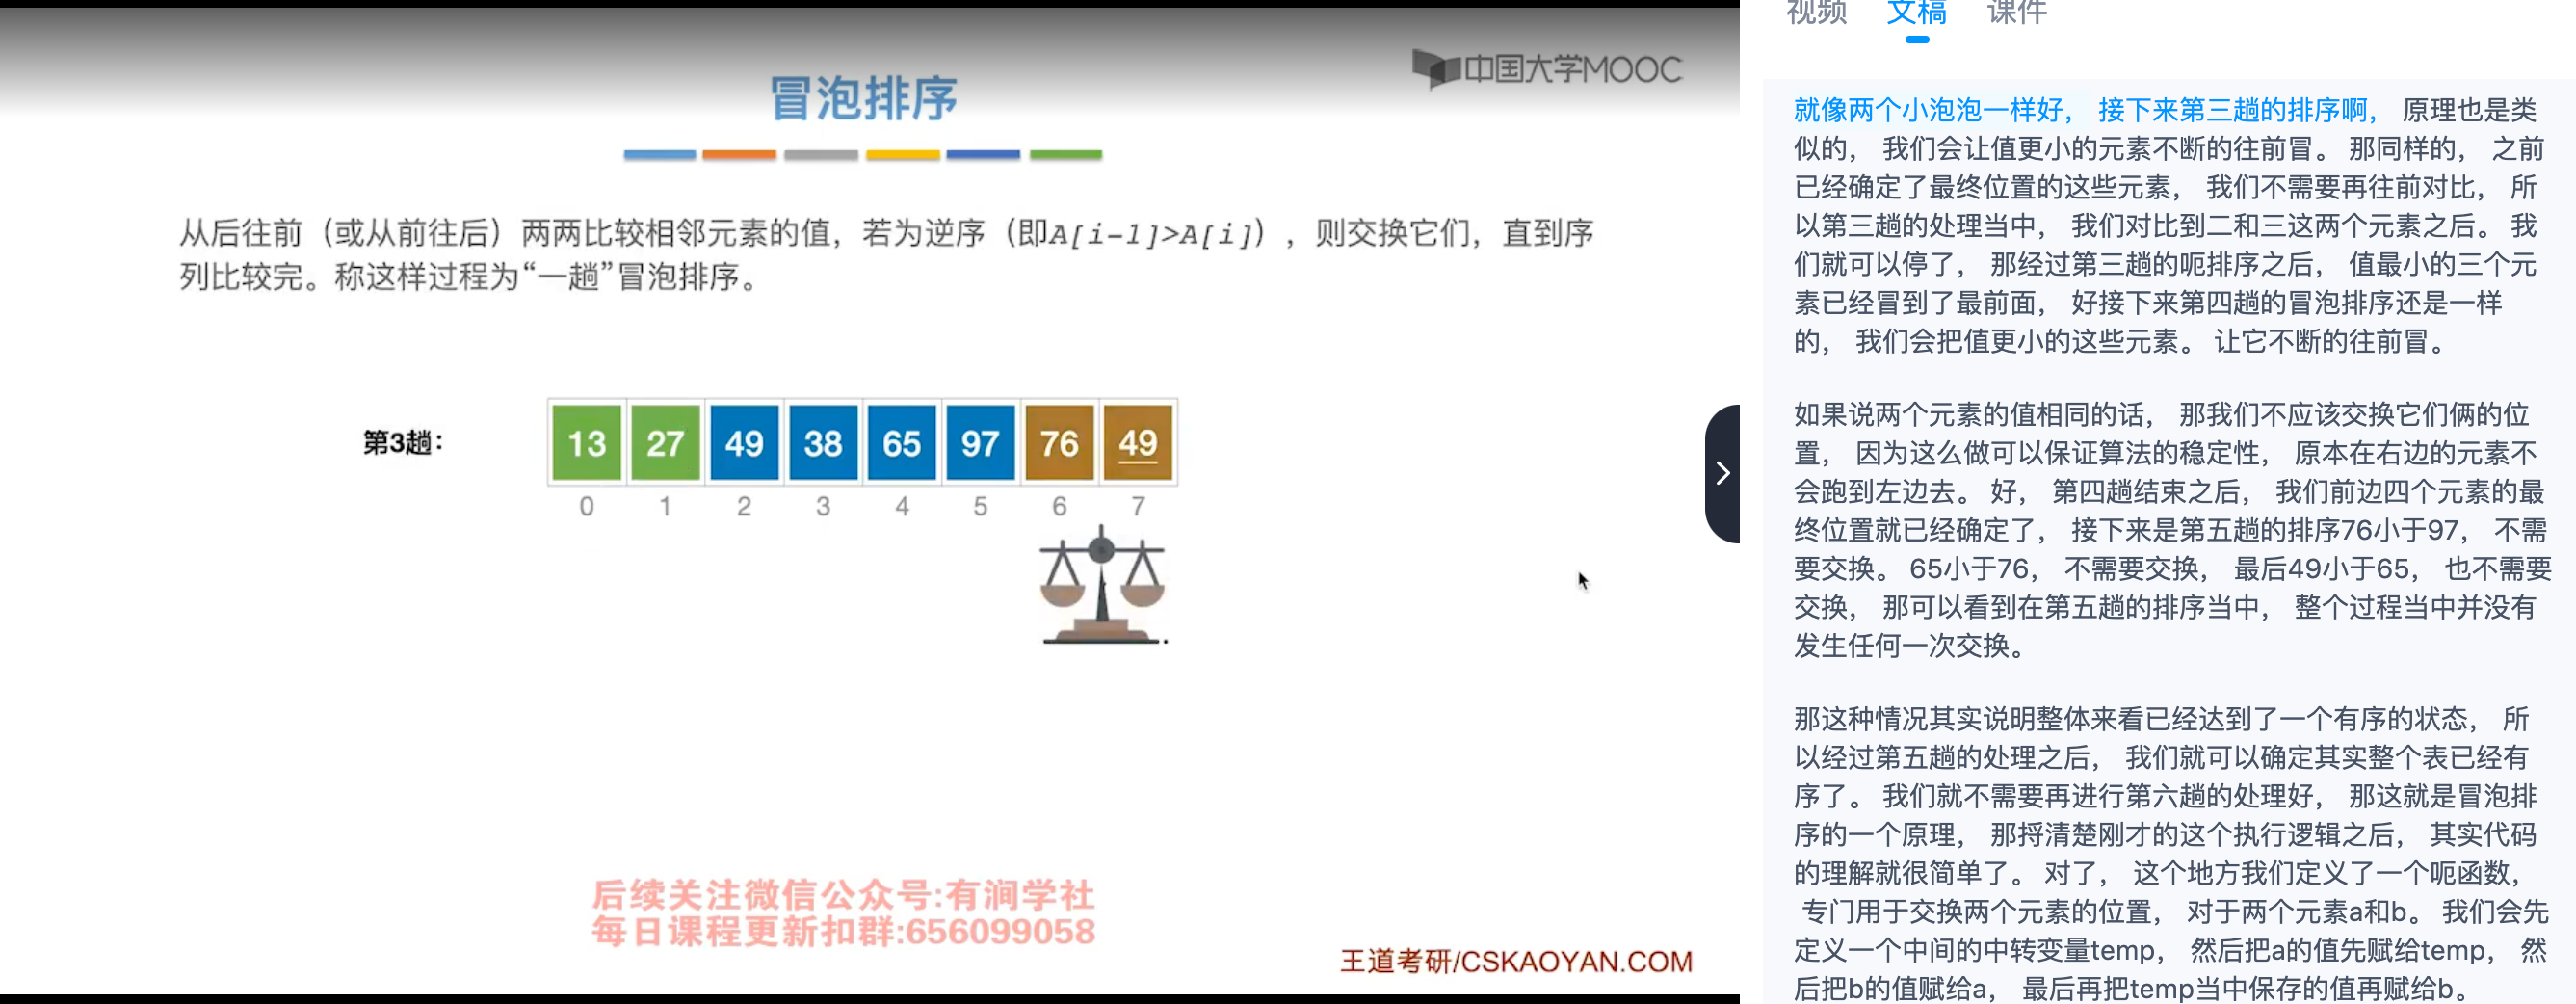 中国大学MOOC
冒泡排序
从后往前（或从前往后）两两比较相邻元素的值，若为逆序（即A[i-1]>A[i]），则交换它们，直到序
列比较完。称这样过程为“一趟”冒泡排序。
第3趟：
13 27 49 38 65 97 76 49
0 1 2 3 4 5 6 7
后续关注微信公众号:有涧学社
每日课程更新扣群:656099058
王道考研/CSKAOYAN.COM
视频 文稿 课件
就像两个小泡泡一样好， 接下来第三趟的排序啊， 原理也是类
似的， 我们会让值更小的元素不断的往前冒。 那同样的， 之前
已经确定了最终位置的这些元素， 我们不需要再往前对比， 所
以第三趟的处理当中， 我们对比到二和三这两个元素之后。 我
们就可以停了， 那经过第三趟的呃排序之后， 值最小的三个元
素已经冒到了最前面， 好接下来第四趟的冒泡排序还是一样
的， 我们会把值更小的这些元素。 让它不断的往前冒。
如果说两个元素的值相同的话， 那我们不应该交换它们俩的位
置， 因为这么做可以保证算法的稳定性， 原本在右边的元素不
会跑到左边去。 好， 第四趟结束之后， 我们前边四个元素的最
终位置就已经确定了， 接下来是第五趟的排序76小于97， 不需
要交换。 65小于76， 不需要交换， 最后49小于65， 也不需要
交换， 那可以看到在第五趟的排序当中， 整个过程当中并没有
发生任何一次交换。
那这种情况其实说明整体来看已经达到了一个有序的状态， 所
以经过第五趟的处理之后， 我们就可以确定其实整个表已经有
序了。 我们就不需要再进行第六趟的处理好， 那这就是冒泡排
序的一个原理， 那捋清楚刚才的这个执行逻辑之后， 其实代码
的理解就很简单了。 对了， 这个地方我们定义了一个呃函数，
专门用于交换两个元素的位置， 对于两个元素a和b。 我们会先
定义一个中间的中转变量temp， 然后把a的值先赋给temp， 然
后把b的值赋给a， 最后再把temp当中保存的值再赋给b。